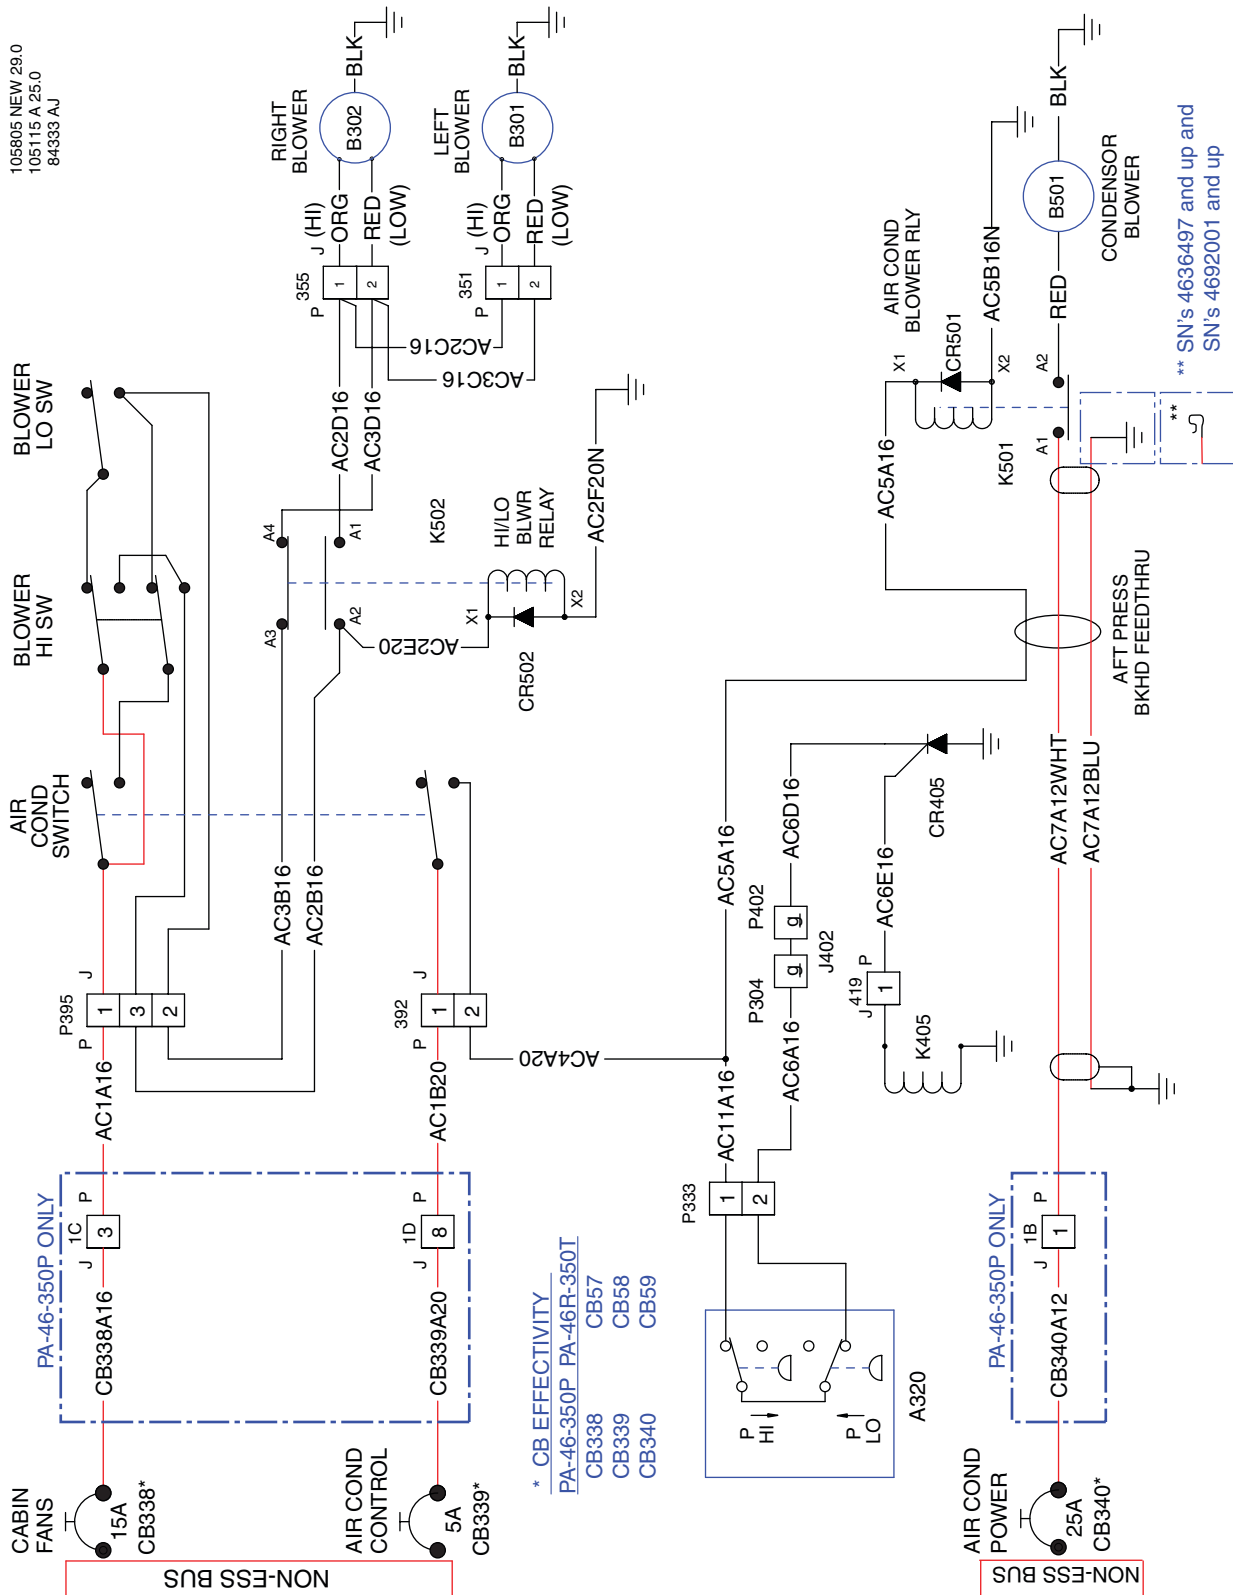 105805 NEW 29.0
105115 A 25.0
84333 AJ
BLOWER
LO SW
BLOWER
HI SW
AIR
COND
SWITCH
RIGHT
BLOWER
B302
BLK
LEFT
BLOWER
B301
BLK
J (HI)
ORG
RED
(LOW)
355
P
1
2
J (HI)
ORG
RED
(LOW)
351
P
1
2
AC2C16
AC3C16
AC2D16
AC3D16
A4
A1
A3
A2
K502
HI/LO
BLWR
RELAY
X1
X2
CR502
AC2E20
AC2F20N
AC3B16
AC2B16
P395
J
P
1
3
2
392
J
P
1
2
AC1A16
AC1B20
AC4A20
PA-46-350P ONLY
1C
P
J
3
1D
P
J
8
CB338A16
CB339A20
CABIN
FANS
15A
CB338*
AIR COND
CONTROL
5A
CB339*
NON-ESS BUS
* CB EFFECTIVITY
PA-46-350P PA-46R-350T
CB338 CB57
CB339 CB58
CB340 CB59
AIR COND
BLOWER RLY
X1
X2
CR501
AC5B16N
AC5A16
K501
A1
A2
RED
B501
BLK
CONDENSOR
BLOWER
**
** SN's 4636497 and up and
SN's 4692001 and up
AFT PRESS
BKHD FEEDTHRU
AC5A16
AC6D16
CR405
AC6E16
P402
g
J402
P304
g
J 419 P
1
K405
AC11A16
AC6A16
P333
1
2
P
HI
P
LO
A320
AC7A12WHT
AC7A12BLU
PA-46-350P ONLY
1B
P
J
1
CB340A12
AIR COND
POWER
25A
CB340*
NON-ESS BUS